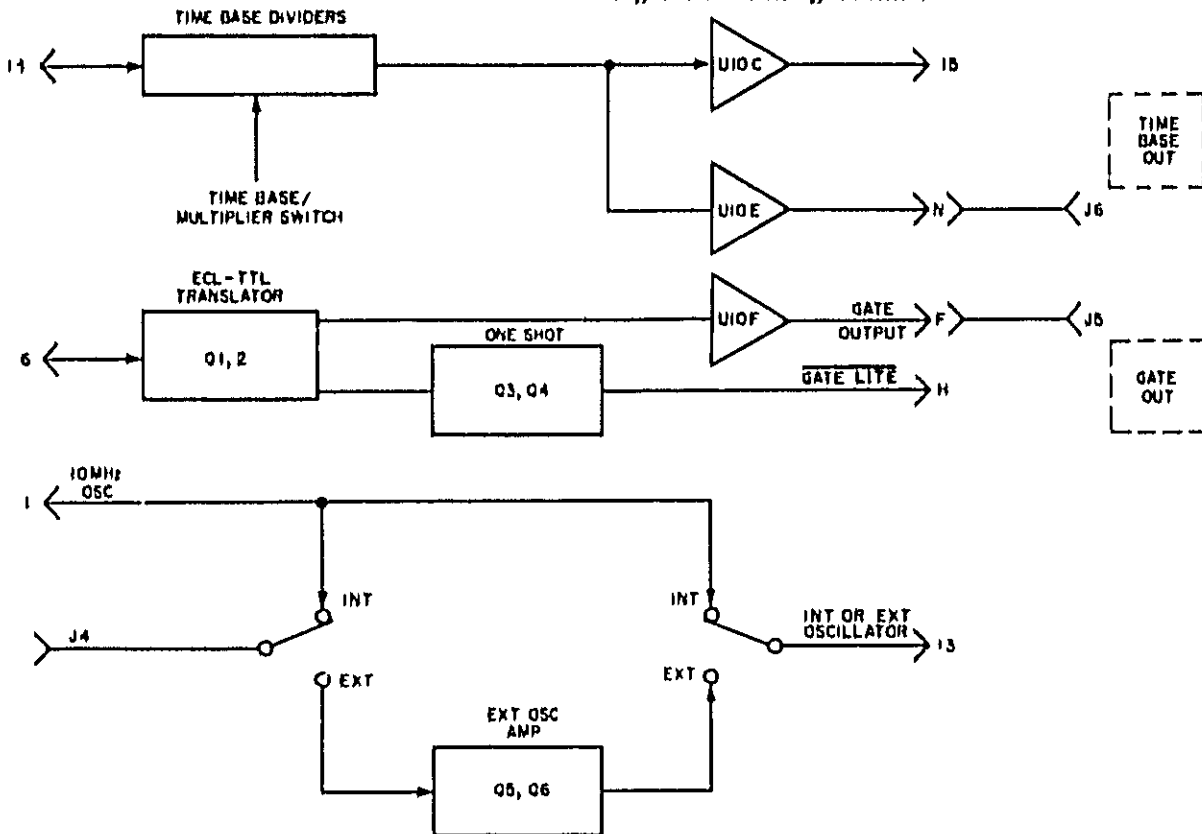 TIME BASE DIVIDERS
14
U10C
15
TIME
BASE
OUT
TIME BASE/
MULTIPLIER SWITCH
U10E
N
J6
ECL-TTL
TRANSLATOR
6
Q1, 2
U10F
GATE
OUTPUT
F
J5
ONE SHOT
Q3, Q4
GATE LITE
H
GATE
OUT
10MHz
OSC
1
INT
INT
J4
INT OR EXT
OSCILLATOR
13
EXT
EXT
EXT OSC
AMP
Q5, Q6